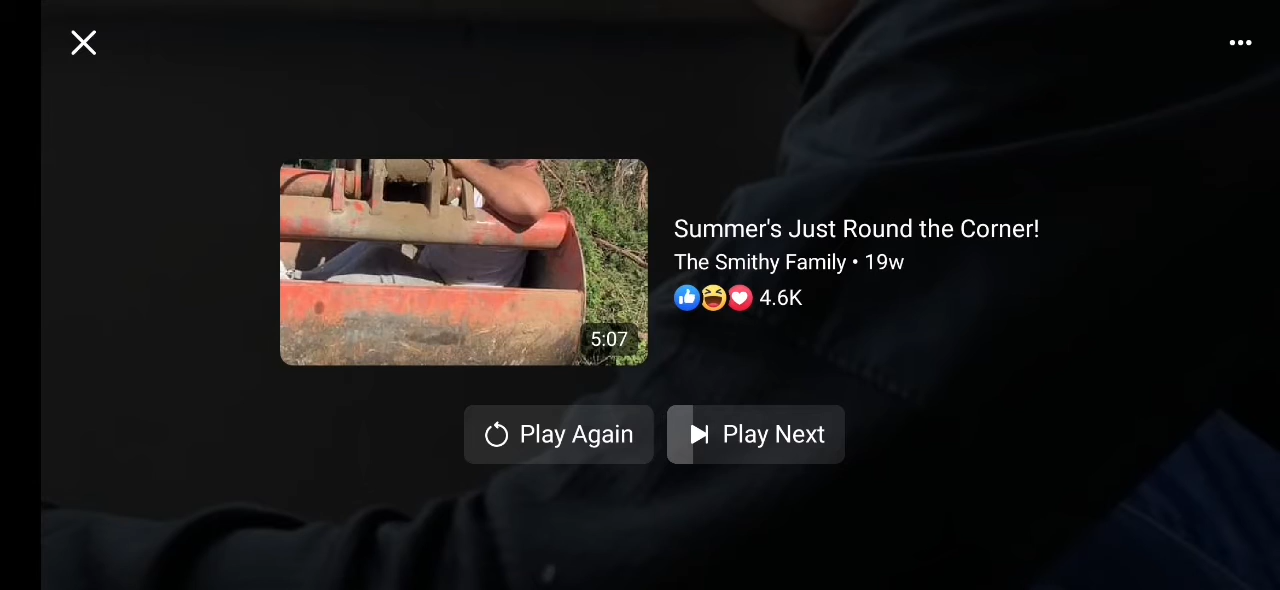 Summer's Just Round the Corner!
The Smithy Family • 19w
4.6K
5:07
Play Again
Play Next